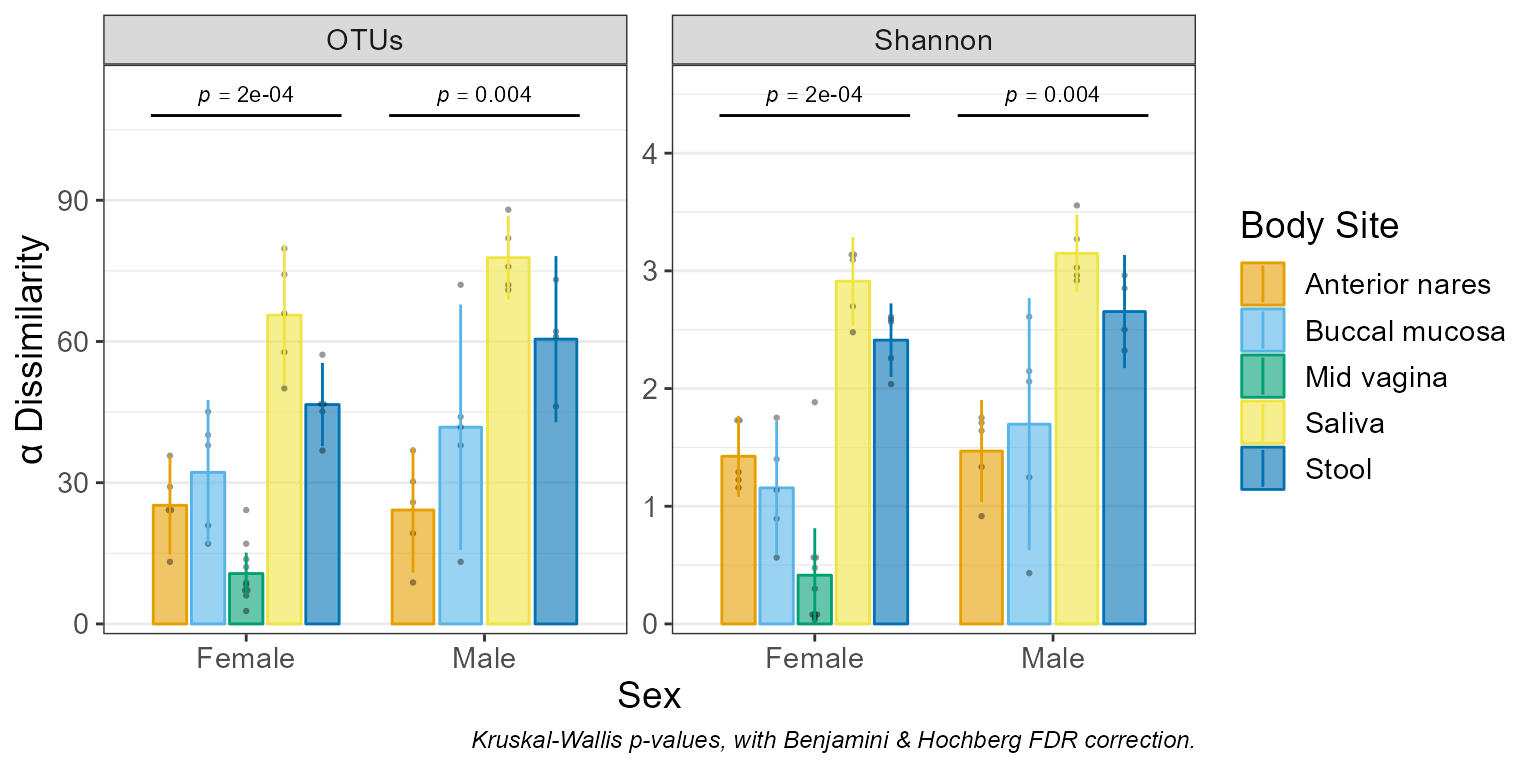 OTUs
Shannon
p = 2e-04
p = 0.004
p = 2e-04
p = 0.004
α Dissimilarity
90
60
30
0
4
3
2
1
0
Female
Male
Female
Male
Sex
Kruskal-Wallis p-values, with Benjamini & Hochberg FDR correction.
Body Site
Anterior nares
Buccal mucosa
Mid vagina
Saliva
Stool